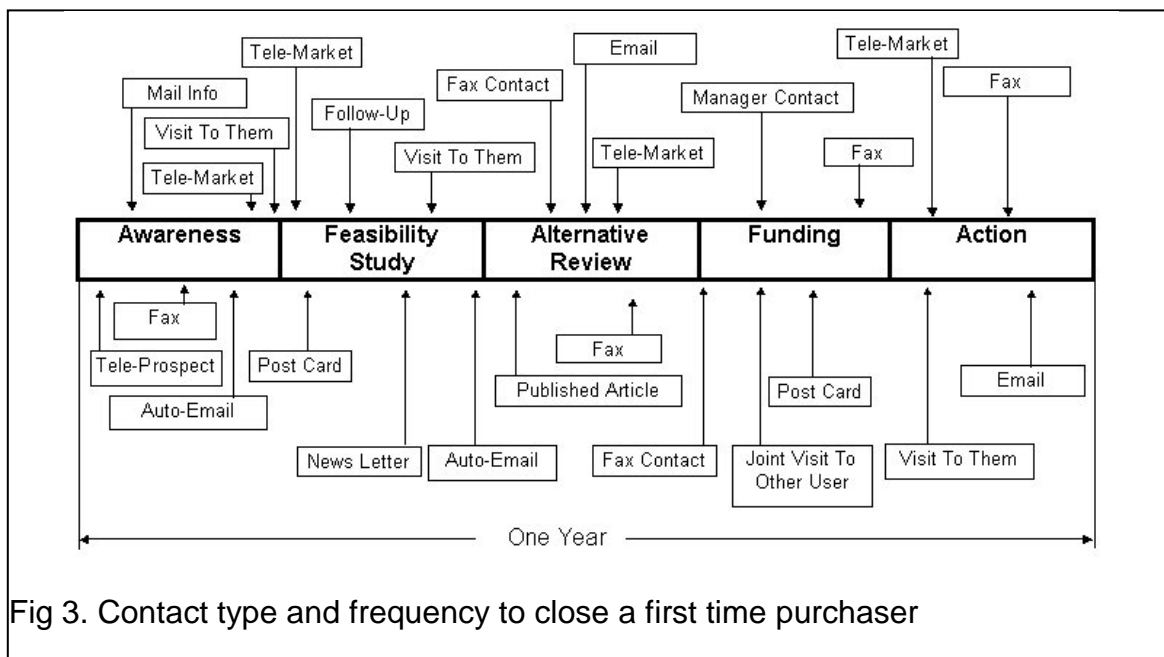 Tele-Market
Email
Tele-Market
Mail Info
Fax Contact
Manager Contact
Fax
Follow-Up
Visit To Them
Visit To Them
Tele-Market
Fax
Tele-Market
Awareness
Feasibility
Study
Alternative
Review
Funding
Action
Fax
Tele-Prospect
Post Card
Fax
Published Article
Post Card
Email
Auto-Email
News Letter
Auto-Email
Fax Contact
Joint Visit To
Other User
Visit To Them
One Year
Fig 3. Contact type and frequency to close a first time purchaser